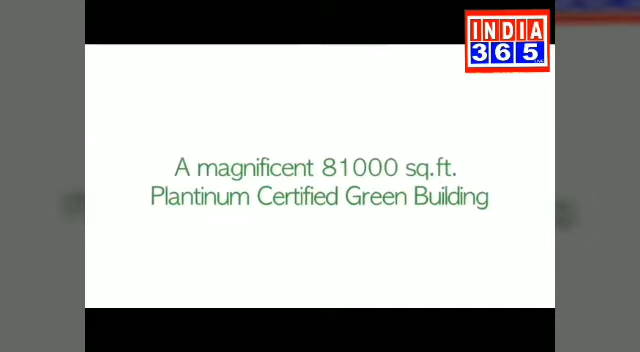 INDIA
365
A magnificent 81000 sq.ft.
Plantinum Certified Green Building